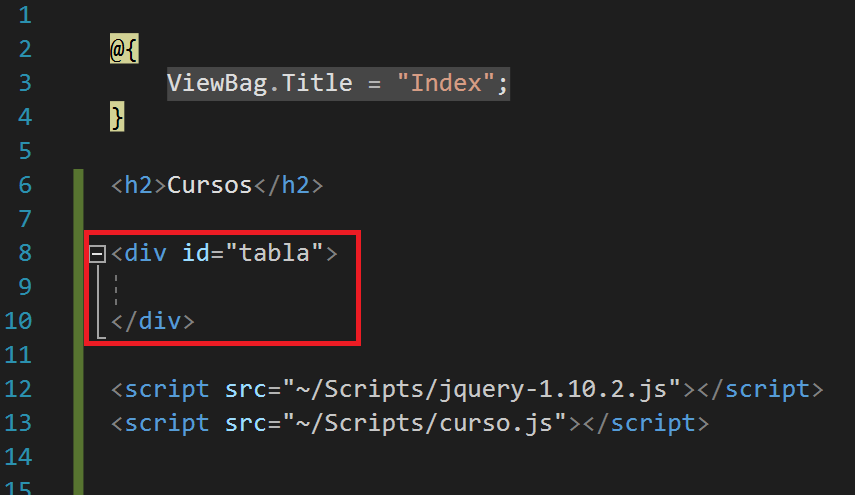 1
2 @{
3 ViewBag.Title = "Index";
4 }
5
6 <h2>Cursos</h2>
7
8 <div id="tabla">
9
10 </div>
11
12 <script src="~/Scripts/jquery-1.10.2.js"></script>
13 <script src="~/Scripts/curso.js"></script>
14
15